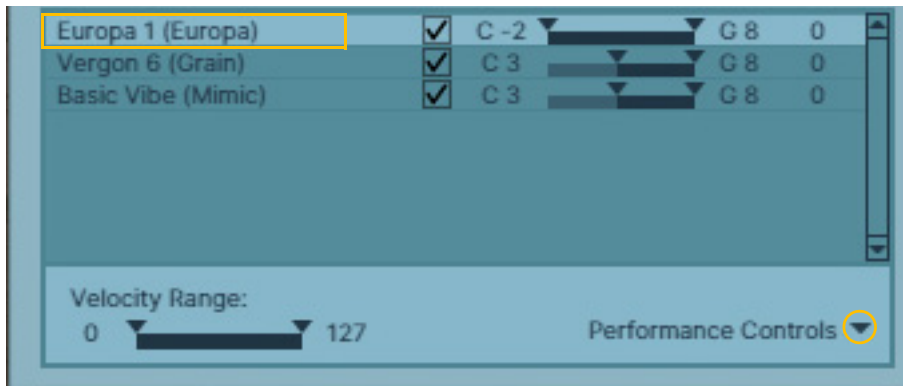 Europa 1 (Europa) C -2 G 8 0
Vergon 6 (Grain) C 3 G 8 0
Basic Vibe (Mimic) C 3 G 8 0
Velocity Range:
0 127 Performance Controls